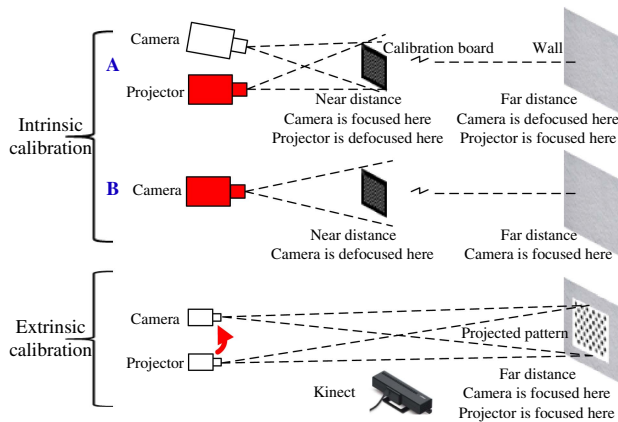 Camera
A
Calibration board
Wall
Projector
Near distance
Camera is focused here
Projector is defocused here
Far distance
Camera is defocused here
Projector is focused here
Intrinsic
calibration
B
Camera
Near distance
Camera is defocused here
Far distance
Camera is focused here
Extrinsic
calibration
Camera
Projector
Projected pattern
Kinect
Far distance
Camera is focused here
Projector is focused here